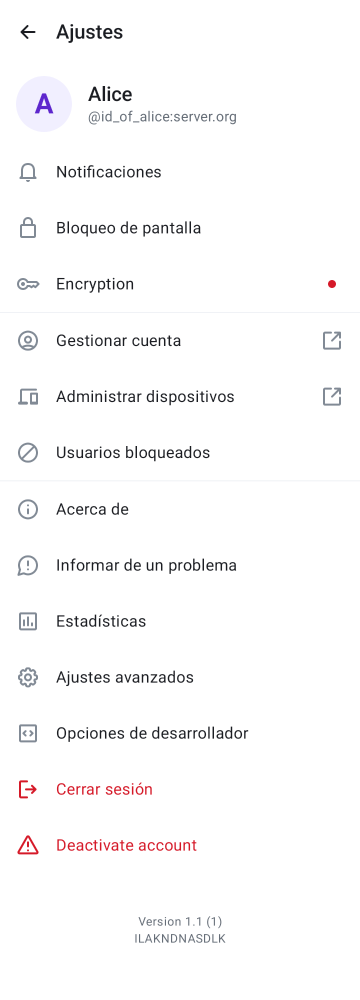 Ajustes
A
Alice
@id_of_alice:server.org
Notificaciones
Bloqueo de pantalla
Encryption
Gestionar cuenta
Administrar dispositivos
Usuarios bloqueados
Acerca de
Informar de un problema
Estadísticas
Ajustes avanzados
Opciones de desarrollador
Cerrar sesión
Deactivate account
Version 1.1 (1)
ILAKNDNASDLK